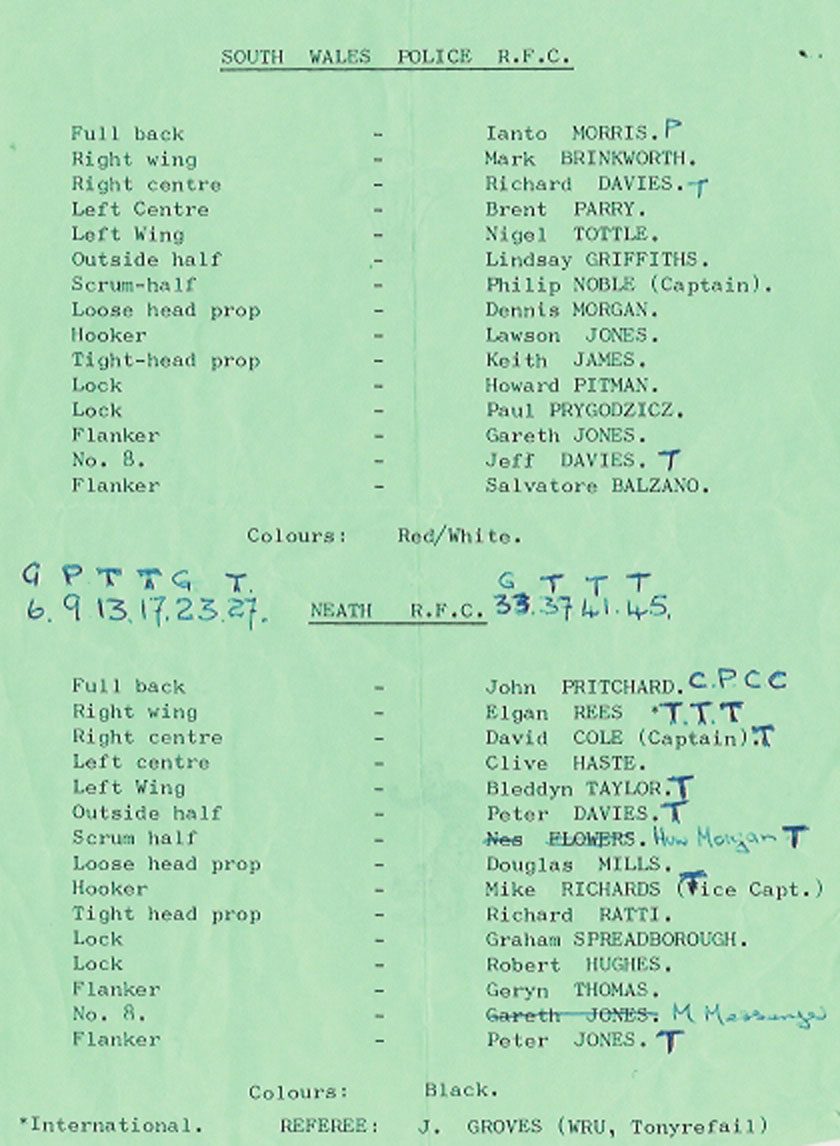 SOUTH WALES POLICE R.F.C.
Full back - Ianto MORRIS. P
Right wing - Mark BRINKWORTH.
Right centre - Richard DAVIES. T
Left Centre - Brent PARRY.
Left Wing - Nigel TOTTLE.
Outside half - Lindsay GRIFFITHS.
Scrum-half - Philip NOBLE (Captain).
Loose head prop - Dennis MORGAN.
Hooker - Lawson JONES.
Tight-head prop - Keith JAMES.
Lock - Howard PITMAN.
Lock - Paul PRYGODZICZ.
Flanker - Gareth JONES.
No. 8. - Jeff DAVIES. T
Flanker - Salvatore BALZANO.
Colours: Red/White.
G P T T G T. G T T T
6. 9 13. 17. 23. 27. NEATH R.F.C. 33. 37 41. 45.
Full back - John PRITCHARD. C.P.C C
Right wing - Elgan REES *T.T.T
Right centre - David COLE (Captain). T
Left centre - Clive HASTE.
Left Wing - Bleddyn TAYLOR. T
Outside half - Peter DAVIES. T
Scrum half - Nes FLOWERS. Huw Morgan T
Loose head prop - Douglas MILLS.
Hooker - Mike RICHARDS (Vice Capt.) T
Tight head prop - Richard RATTI.
Lock - Graham SPREADBOROUGH.
Lock - Robert HUGHES.
Flanker - Geryn THOMAS.
No. 8. - Gareth JONES. M Messenger
Flanker - Peter JONES. T
Colours: Black.
*International. REFEREE: J. GROVES (WRU, Tonyrefail)